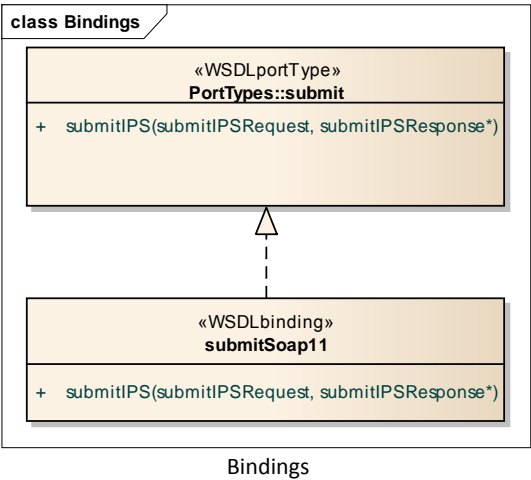 class Bindings
«WSDLportType»
PortTypes::submit
+ submitIPS(submitIPSRequest, submitIPSResponse*)
«WSDLbinding»
submitSoap11
+ submitIPS(submitIPSRequest, submitIPSResponse*)
Bindings